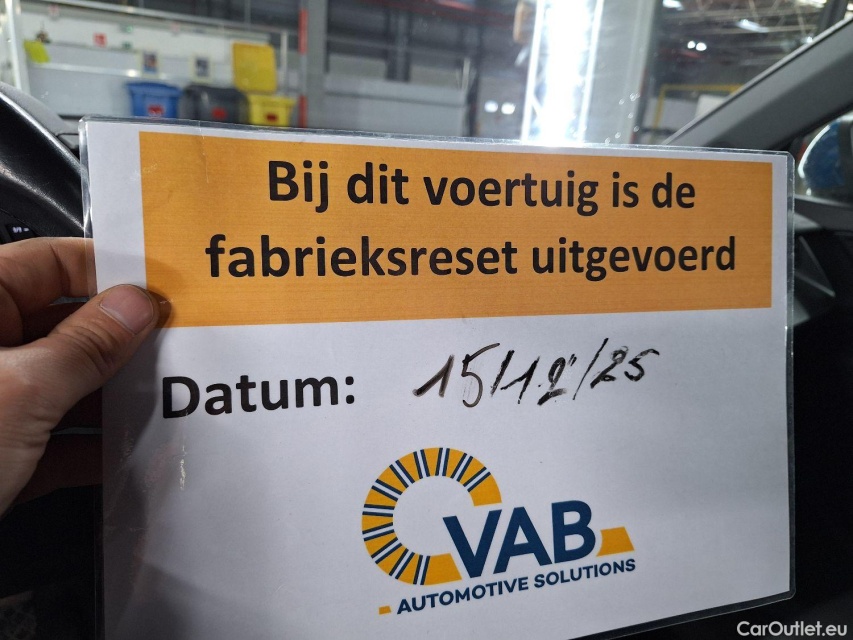 Bij dit voertuig is de
fabrieksreset uitgevoerd
Datum: 15/12/25
VAB
AUTOMOTIVE SOLUTIONS
CarOutlet.eu